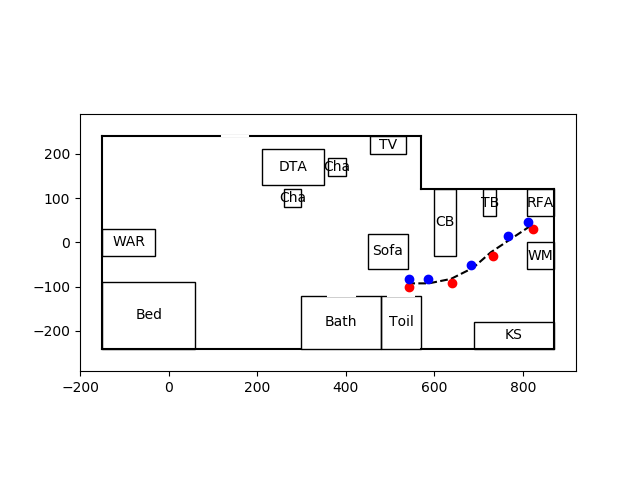 TV
DTA
Cha
Cha
TB
RFA
CB
WAR
Sofa
WM
Bed
Bath
Toil
KS
200
100
0
−100
−200
−200
0
200
400
600
800